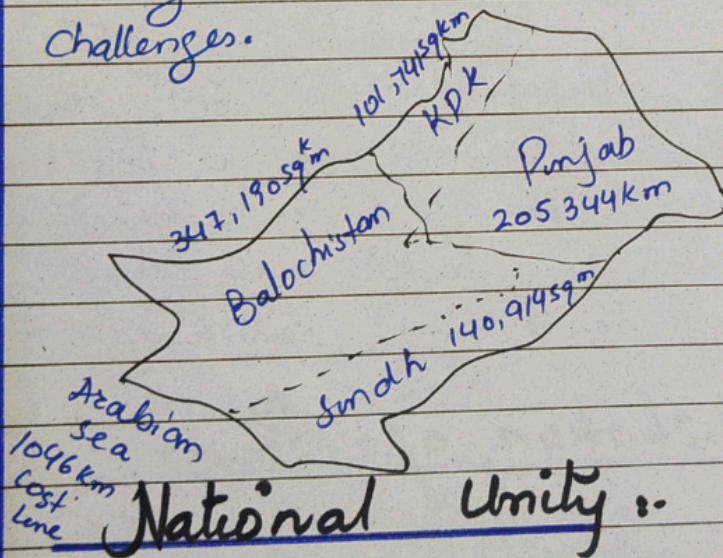 Challenges.
101,741sqkm
KPK
347,190sqkm
Punjab
205344km
Balochistan
140,914sqm
Sindh
Arabian
sea
1046km
Cost
line
National Unity :.